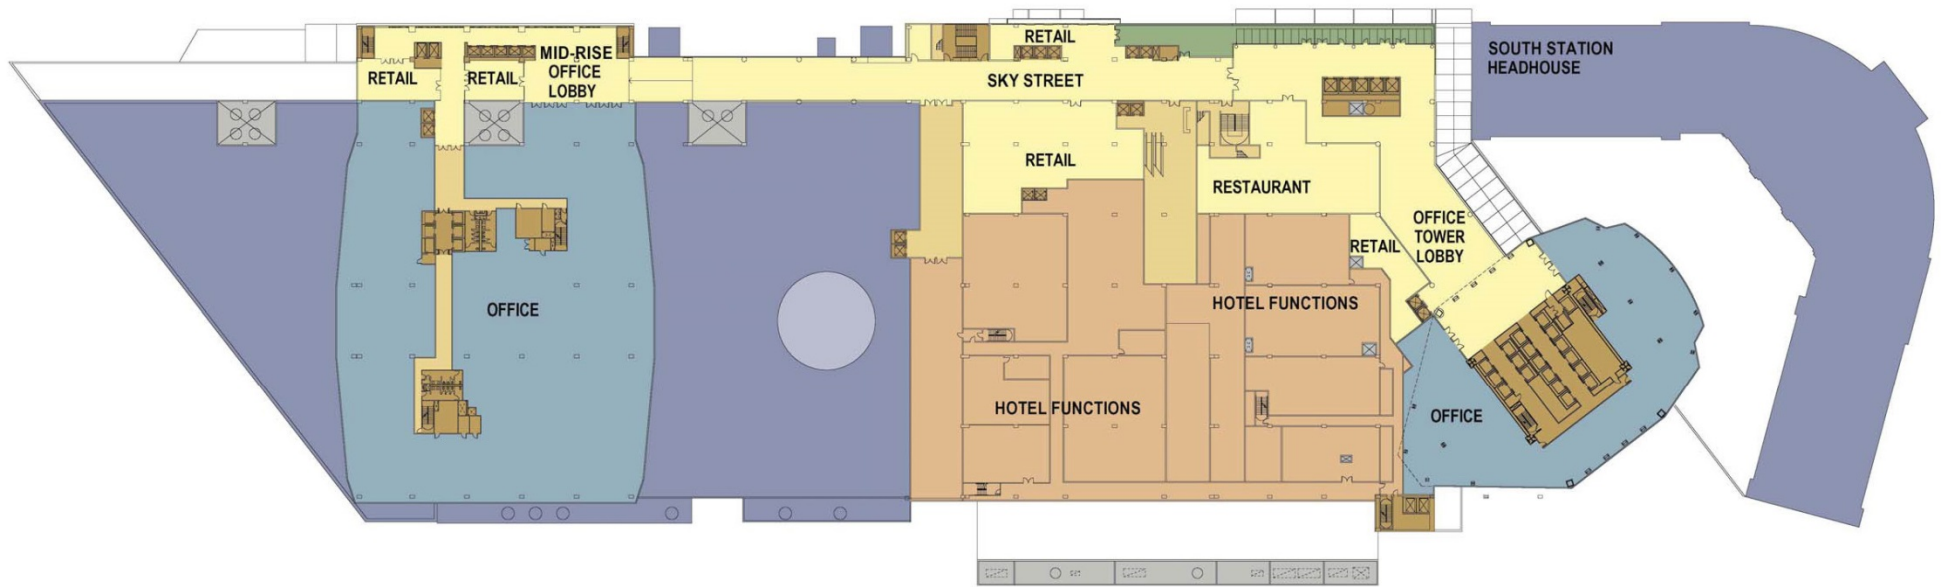 RETAIL
RETAIL
MID-RISE
OFFICE
LOBBY
RETAIL
SKY STREET
SOUTH STATION
HEADHOUSE
RETAIL
RESTAURANT
OFFICE
TOWER
LOBBY
RETAIL
OFFICE
HOTEL FUNCTIONS
HOTEL FUNCTIONS
OFFICE